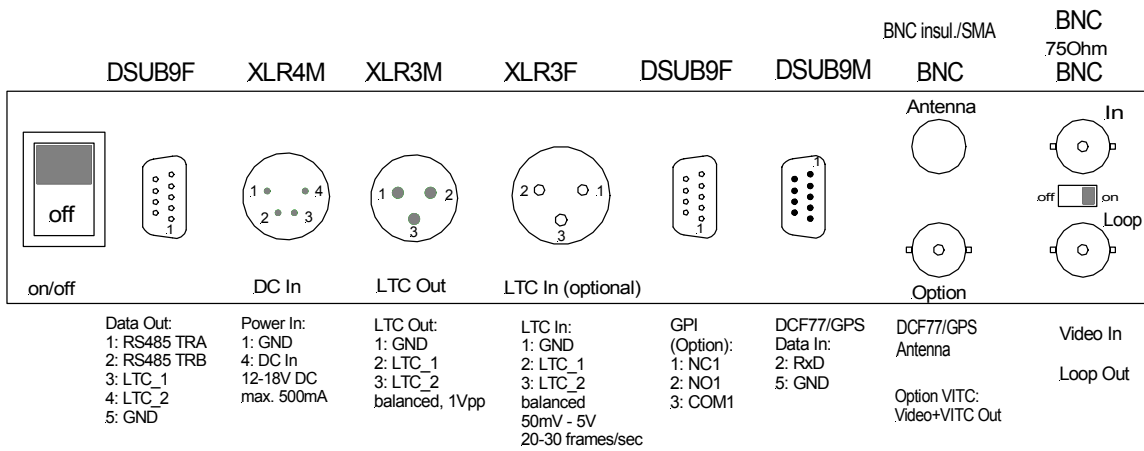 BNC insul./SMA
BNC
75Ohm
DSUB9F XLR4M XLR3M XLR3F DSUB9F DSUB9M BNC BNC
Antenna In
off on
Loop
off
1
1 4
2 3
1 2
3
2 1
3
1
1
on/off DC In LTC Out LTC In (optional) Option
Data Out:
1: RS485 TRA
2: RS485 TRB
3: LTC_1
4: LTC_2
5: GND
Power In:
1: GND
4: DC In
12-18V DC
max. 500mA
LTC Out:
1: GND
2: LTC_1
3: LTC_2
balanced, 1Vpp
LTC In:
1: GND
2: LTC_1
3: LTC_2
balanced
50mV - 5V
20-30 frames/sec
GPI
(Option):
1: NC1
2: NO1
3: COM1
DCF77/GPS
Data In:
2: RxD
5: GND
DCF77/GPS
Antenna
Option VITC:
Video+VITC Out
Video In
Loop Out